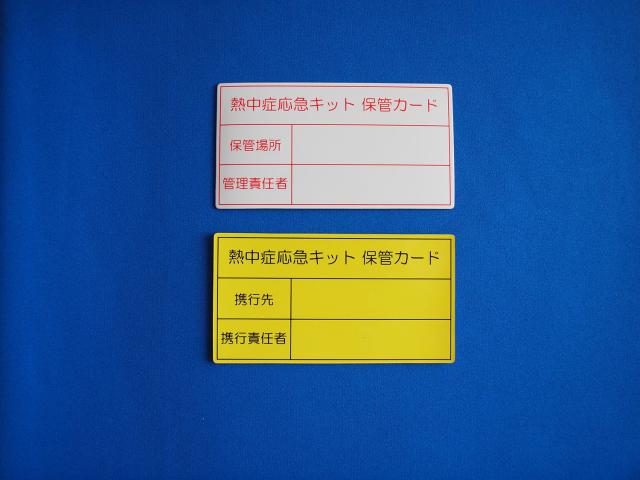 熱中症応急キット 保管カード
保管場所
管理責任者
熱中症応急キット 保管カード
携行先
携行責任者